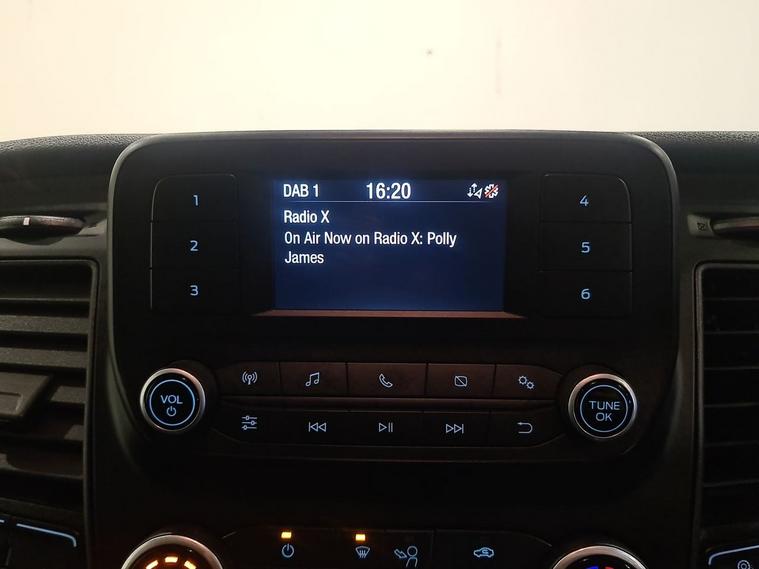 DAB 1 16:20
Radio X
On Air Now on Radio X: Polly
James
1
2
3
4
5
6
VOL
TUNE
OK